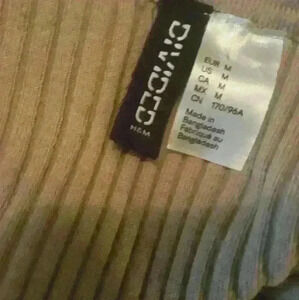 DIVIDED
H&M
EUR M
US M
CA M
MX M
CN 170/96A
Made in
Bangladesh
Fabriqué au
Bangladesh